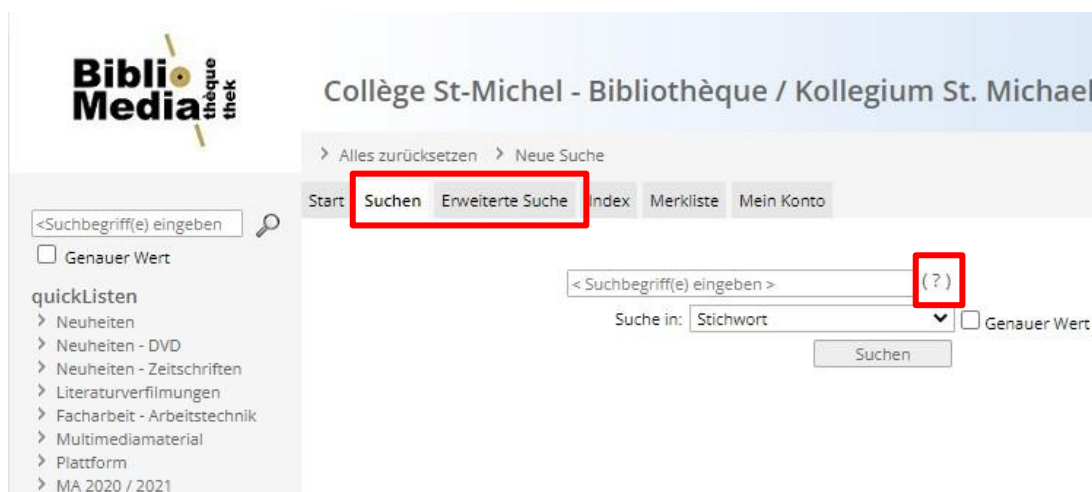 Biblio
Media
thèque
thek
Collège St-Michel - Bibliothèque / Kollegium St. Michael
> Alles zurücksetzen > Neue Suche
Start Suchen Erweiterte Suche Index Merkliste Mein Konto
<Suchbegriff(e) eingeben
Genauer Wert
quickListen
> Neuheiten
> Neuheiten - DVD
> Neuheiten - Zeitschriften
> Literaturverfilmungen
> Facharbeit - Arbeitstechnik
> Multimediamaterial
> Plattform
> MA 2020 / 2021
< Suchbegriff(e) eingeben > ( ? )
Suche in: Stichwort Genauer Wert
Suchen